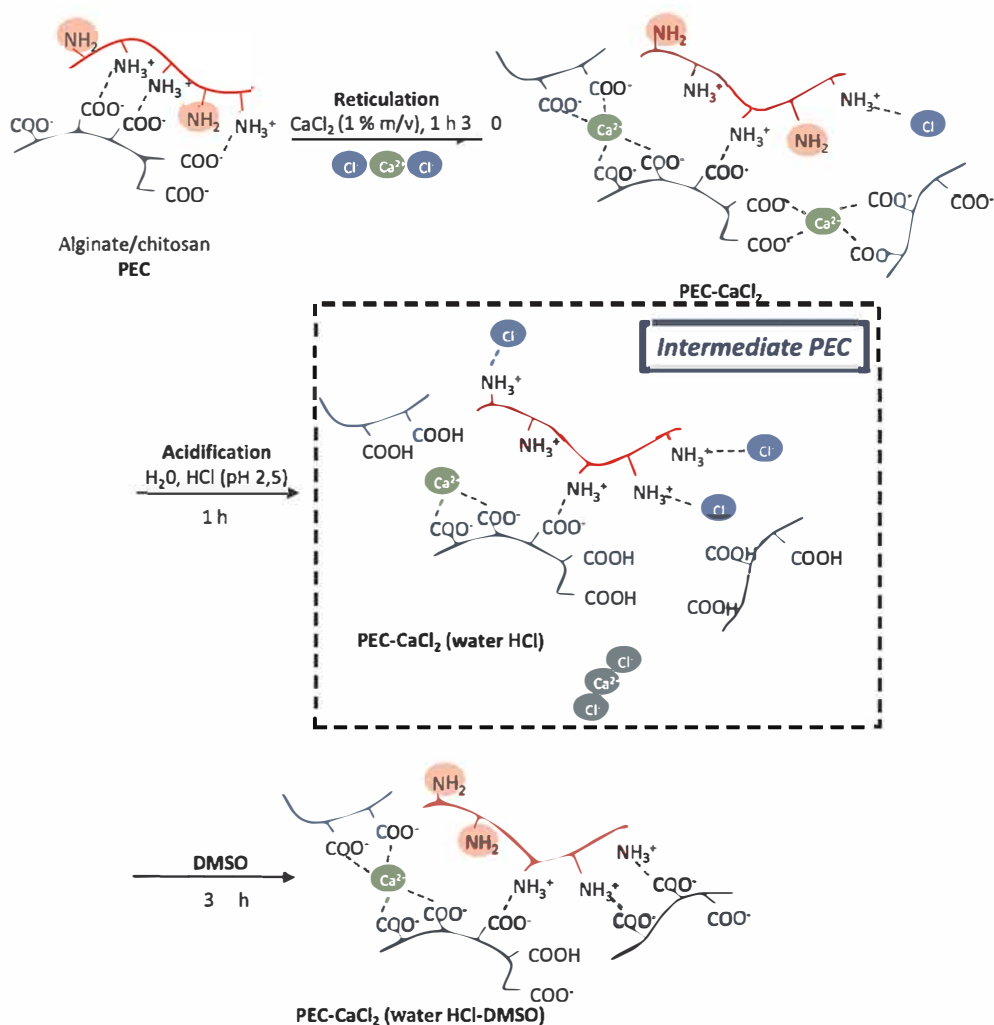 NH₂
NH₃⁺
NH₃⁺
COO⁻
COO⁻
COO⁻
COO⁻
NH₂
NH₃⁺
COO⁻
COO⁻
Alginate/chitosan
PEC
Reticulation
CaCl₂ (1 % m/v), 1 h 3 0
Cl⁻ Ca²⁺ Cl⁻
NH₂
COO⁻
COO⁻
NH₃⁺
NH₃⁺
Cl
Ca²⁺
NH₃⁺
NH₂
COO⁻
COO⁻
COO⁻
COO⁻
COO⁻
COO⁻
COO⁻
Ca²⁺
COO⁻
COO⁻
PEC-CaCl₂
Intermediate PEC
Cl
NH₃⁺
COOH
COOH
NH₃⁺
NH₃⁺
Cl⁻
Acidification
H₂0, HCl (pH 2,5)
1 h
Ca²⁺
NH₃⁺
NH₃⁺
Cl
COO⁻
COO⁻
COO⁻
COOH
COOH
COOH
COOH
COOH
PEC-CaCl₂ (water HCl)
Cl⁻
Ca²⁺
Cl⁻
NH₂
NH₂
COO⁻
COO⁻
NH₃⁺
DMSO
3 h
Ca²⁺
NH₃⁺
NH₃⁺
COO⁻
COO⁻
COO⁻
COO⁻
COO⁻
COO⁻
COOH
COO⁻
PEC-CaCl₂ (water HCl-DMSO)